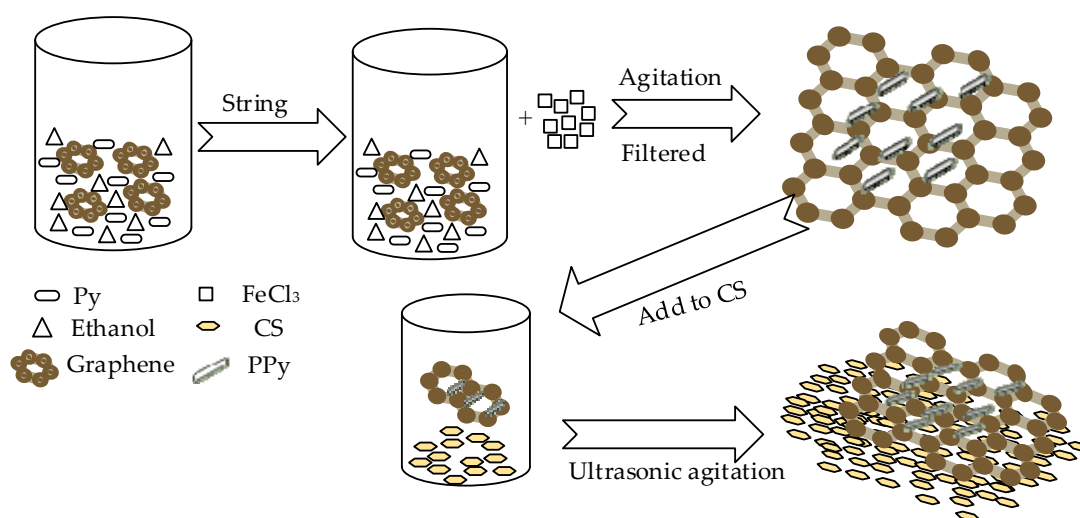 String
+
Agitation
Filtered
Add to CS
Py
FeCl₃
Ethanol
CS
Graphene
PPy
Ultrasonic agitation